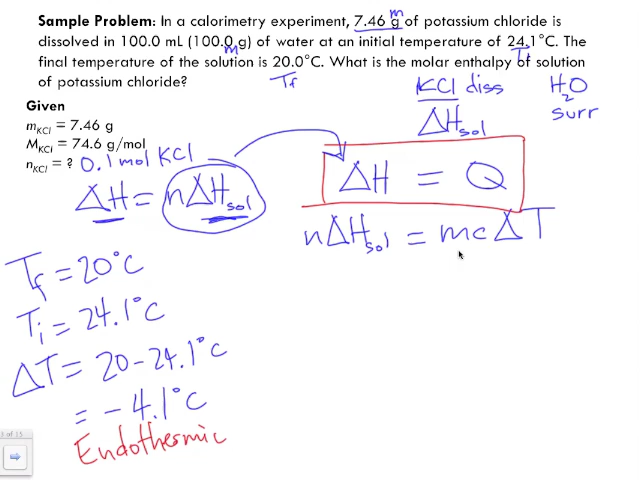 Sample Problem: In a calorimetry experiment, 7.46 g of potassium chloride is
m
dissolved in 100.0 mL (100.0 g) of water at an initial temperature of 24.1°C. The
m
Ti
final temperature of the solution is 20.0°C. What is the molar enthalpy of solution
Tf
of potassium chloride?
KCl diss
H2O
ΔHsol
surr
Given
mKCl = 7.46 g
MKCl = 74.6 g/mol
nKCl = ? 0.1 mol KCl
ΔH = nΔHsol
ΔH = Q
nΔHsol = mcΔT
Tf = 20°C
Ti = 24.1°C
ΔT = 20 - 24.1°C
= - 4.1°C
Endothermic
3 of 15